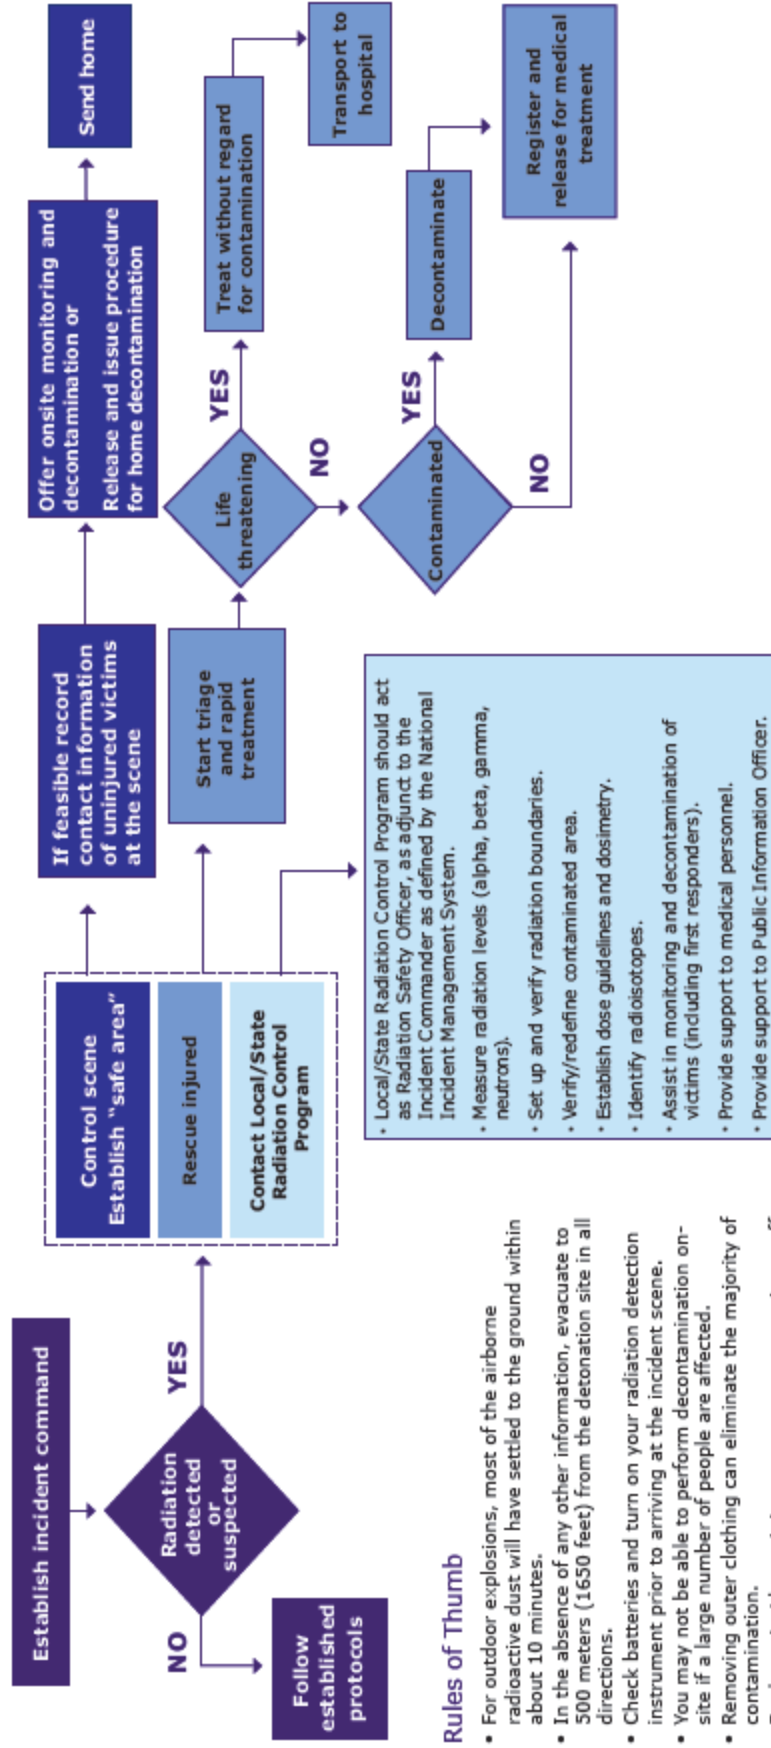 Establish incident command
Radiation
detected
or
suspected
NO
YES
Follow
established
protocols
Control scene
Establish “safe area”
Rescue injured
Contact Local/State
Radiation Control
Program
If feasible record
contact information
of uninjured victims
at the scene
Offer onsite monitoring and
decontamination or
Release and issue procedure
for home decontamination
Send home
Start triage
and rapid
treatment
Life
threatening
YES
NO
Treat without regard
for contamination
Transport to
hospital
Contaminated
YES
NO
Decontaminate
Register and
release for medical
treatment
• Local/State Radiation Control Program should act
as Radiation Safety Officer, as adjunct to the
Incident Commander as defined by the National
Incident Management System.
• Measure radiation levels (alpha, beta, gamma,
neutrons).
• Set up and verify radiation boundaries.
• Verify/redefine contaminated area.
• Establish dose guidelines and dosimetry.
• Identify radioisotopes.
• Assist in monitoring and decontamination of
victims (including first responders).
• Provide support to medical personnel.
• Provide support to Public Information Officer.
Rules of Thumb
• For outdoor explosions, most of the airborne
radioactive dust will have settled to the ground within
about 10 minutes.
• In the absence of any other information, evacuate to
500 meters (1650 feet) from the detonation site in all
directions.
• Check batteries and turn on your radiation detection
instrument prior to arriving at the incident scene.
• You may not be able to perform decontamination on-
site if a large number of people are affected.
• Removing outer clothing can eliminate the majority of
contamination.